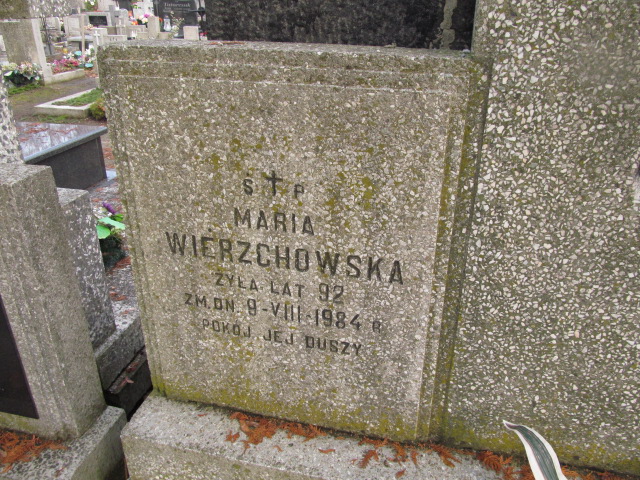 Ś † P
MARIA
WIERZCHOWSKA
ŻYŁA LAT 92
ZM. DN. 9-VIII-1984 R
POKÓJ JEJ DUSZY